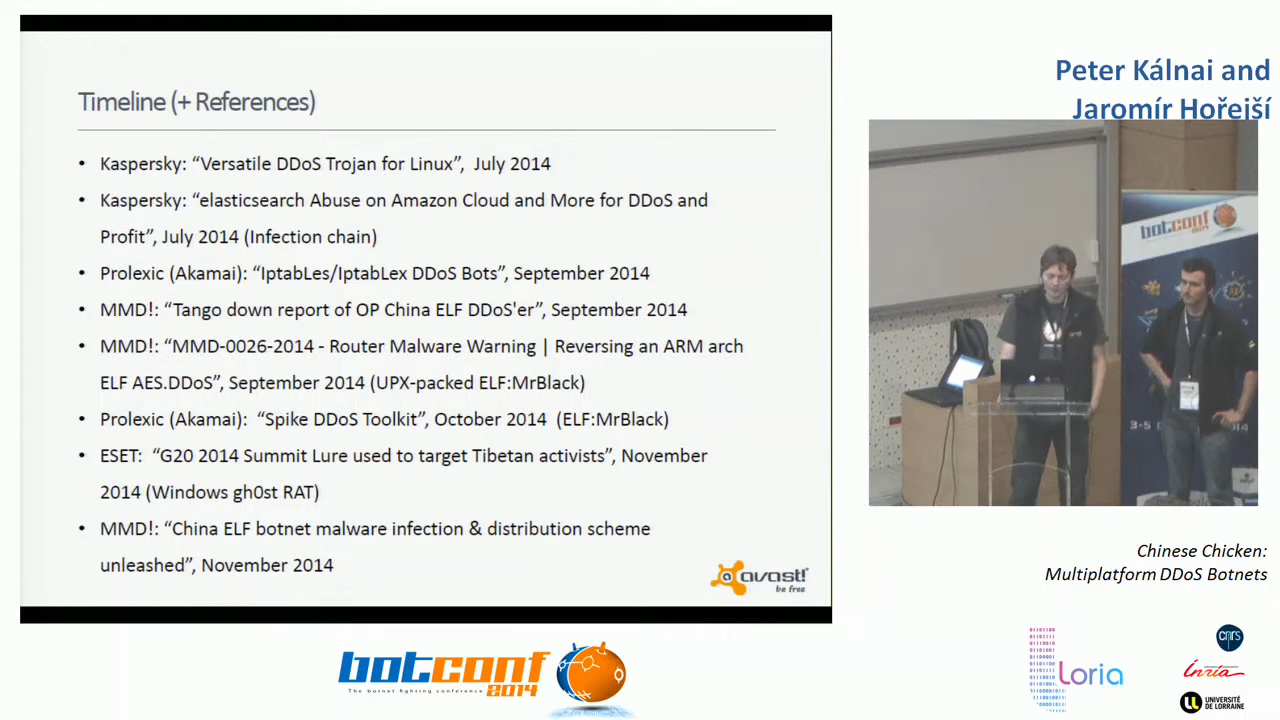 Timeline (+ References)
• Kaspersky: “Versatile DDoS Trojan for Linux”, July 2014
• Kaspersky: “elasticsearch Abuse on Amazon Cloud and More for DDoS and
Profit”, July 2014 (Infection chain)
• Prolexic (Akamai): “IptabLes/IptabLex DDoS Bots”, September 2014
• MMD!: “Tango down report of OP China ELF DDoS'er”, September 2014
• MMD!: “MMD-0026-2014 - Router Malware Warning | Reversing an ARM arch
ELF AES.DDoS”, September 2014 (UPX-packed ELF:MrBlack)
• Prolexic (Akamai): “Spike DDoS Toolkit”, October 2014 (ELF:MrBlack)
• ESET: “G20 2014 Summit Lure used to target Tibetan activists”, November
2014 (Windows gh0st RAT)
• MMD!: “China ELF botnet malware infection & distribution scheme
unleashed”, November 2014
avast!
be free
Peter Kálnai and
Jaromír Hořejší
botconf
2014
3-5
Chinese Chicken:
Multiplatform DDoS Botnets
botconf
The botnet fighting conference
2014
Loria
cnrs
Inria
UNIVERSITÉ
DE LORRAINE